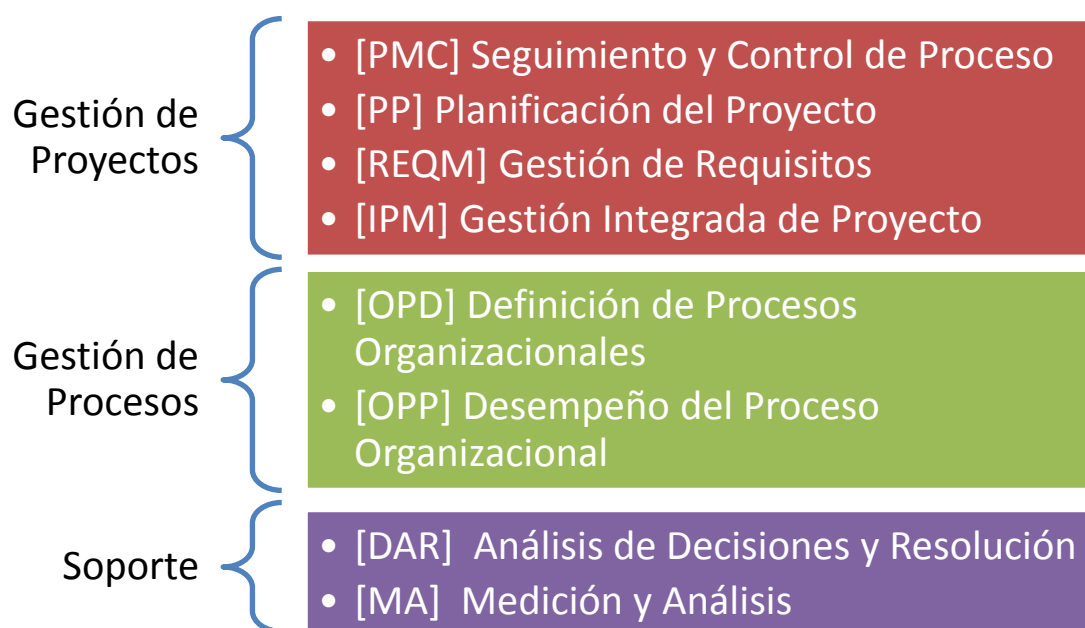 Gestión de
Proyectos
• [PMC] Seguimiento y Control de Proceso
• [PP] Planificación del Proyecto
• [REQM] Gestión de Requisitos
• [IPM] Gestión Integrada de Proyecto
Gestión de
Procesos
• [OPD] Definición de Procesos
Organizacionales
• [OPP] Desempeño del Proceso
Organizacional
Soporte
• [DAR]  Análisis de Decisiones y Resolución
• [MA]  Medición y Análisis